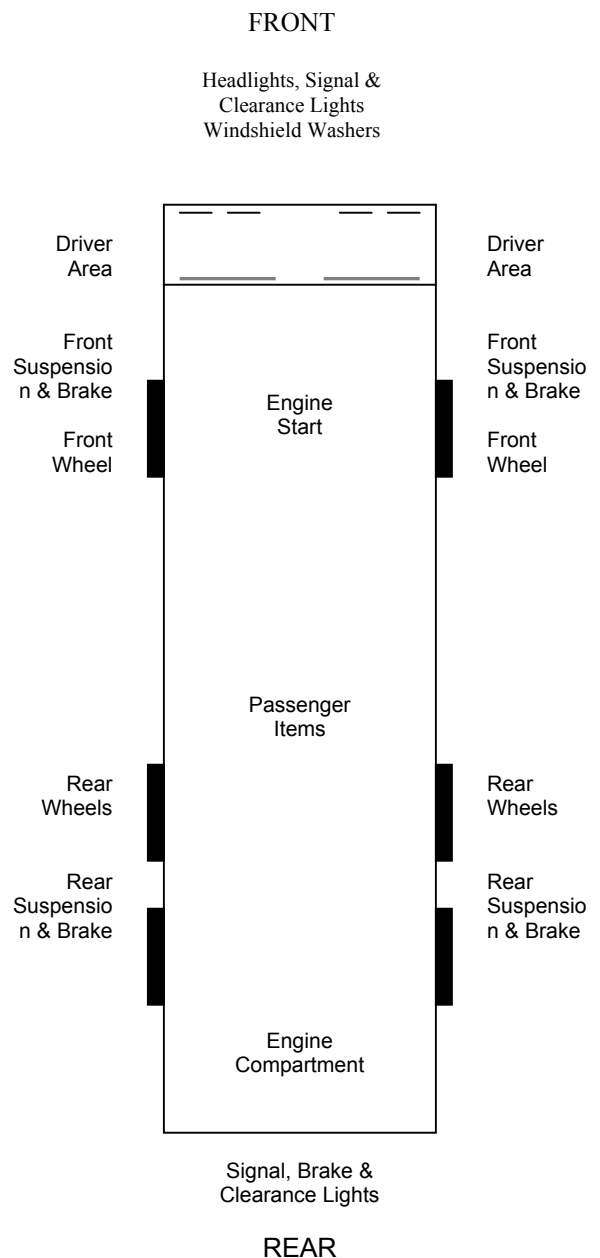 FRONT
Headlights, Signal &
Clearance Lights
Windshield Washers
Driver
Area
Driver
Area
Front
Suspensio
n & Brake
Front
Suspensio
n & Brake
Engine
Start
Front
Wheel
Front
Wheel
Passenger
Items
Rear
Wheels
Rear
Wheels
Rear
Suspensio
n & Brake
Rear
Suspensio
n & Brake
Engine
Compartment
Signal, Brake &
Clearance Lights
REAR